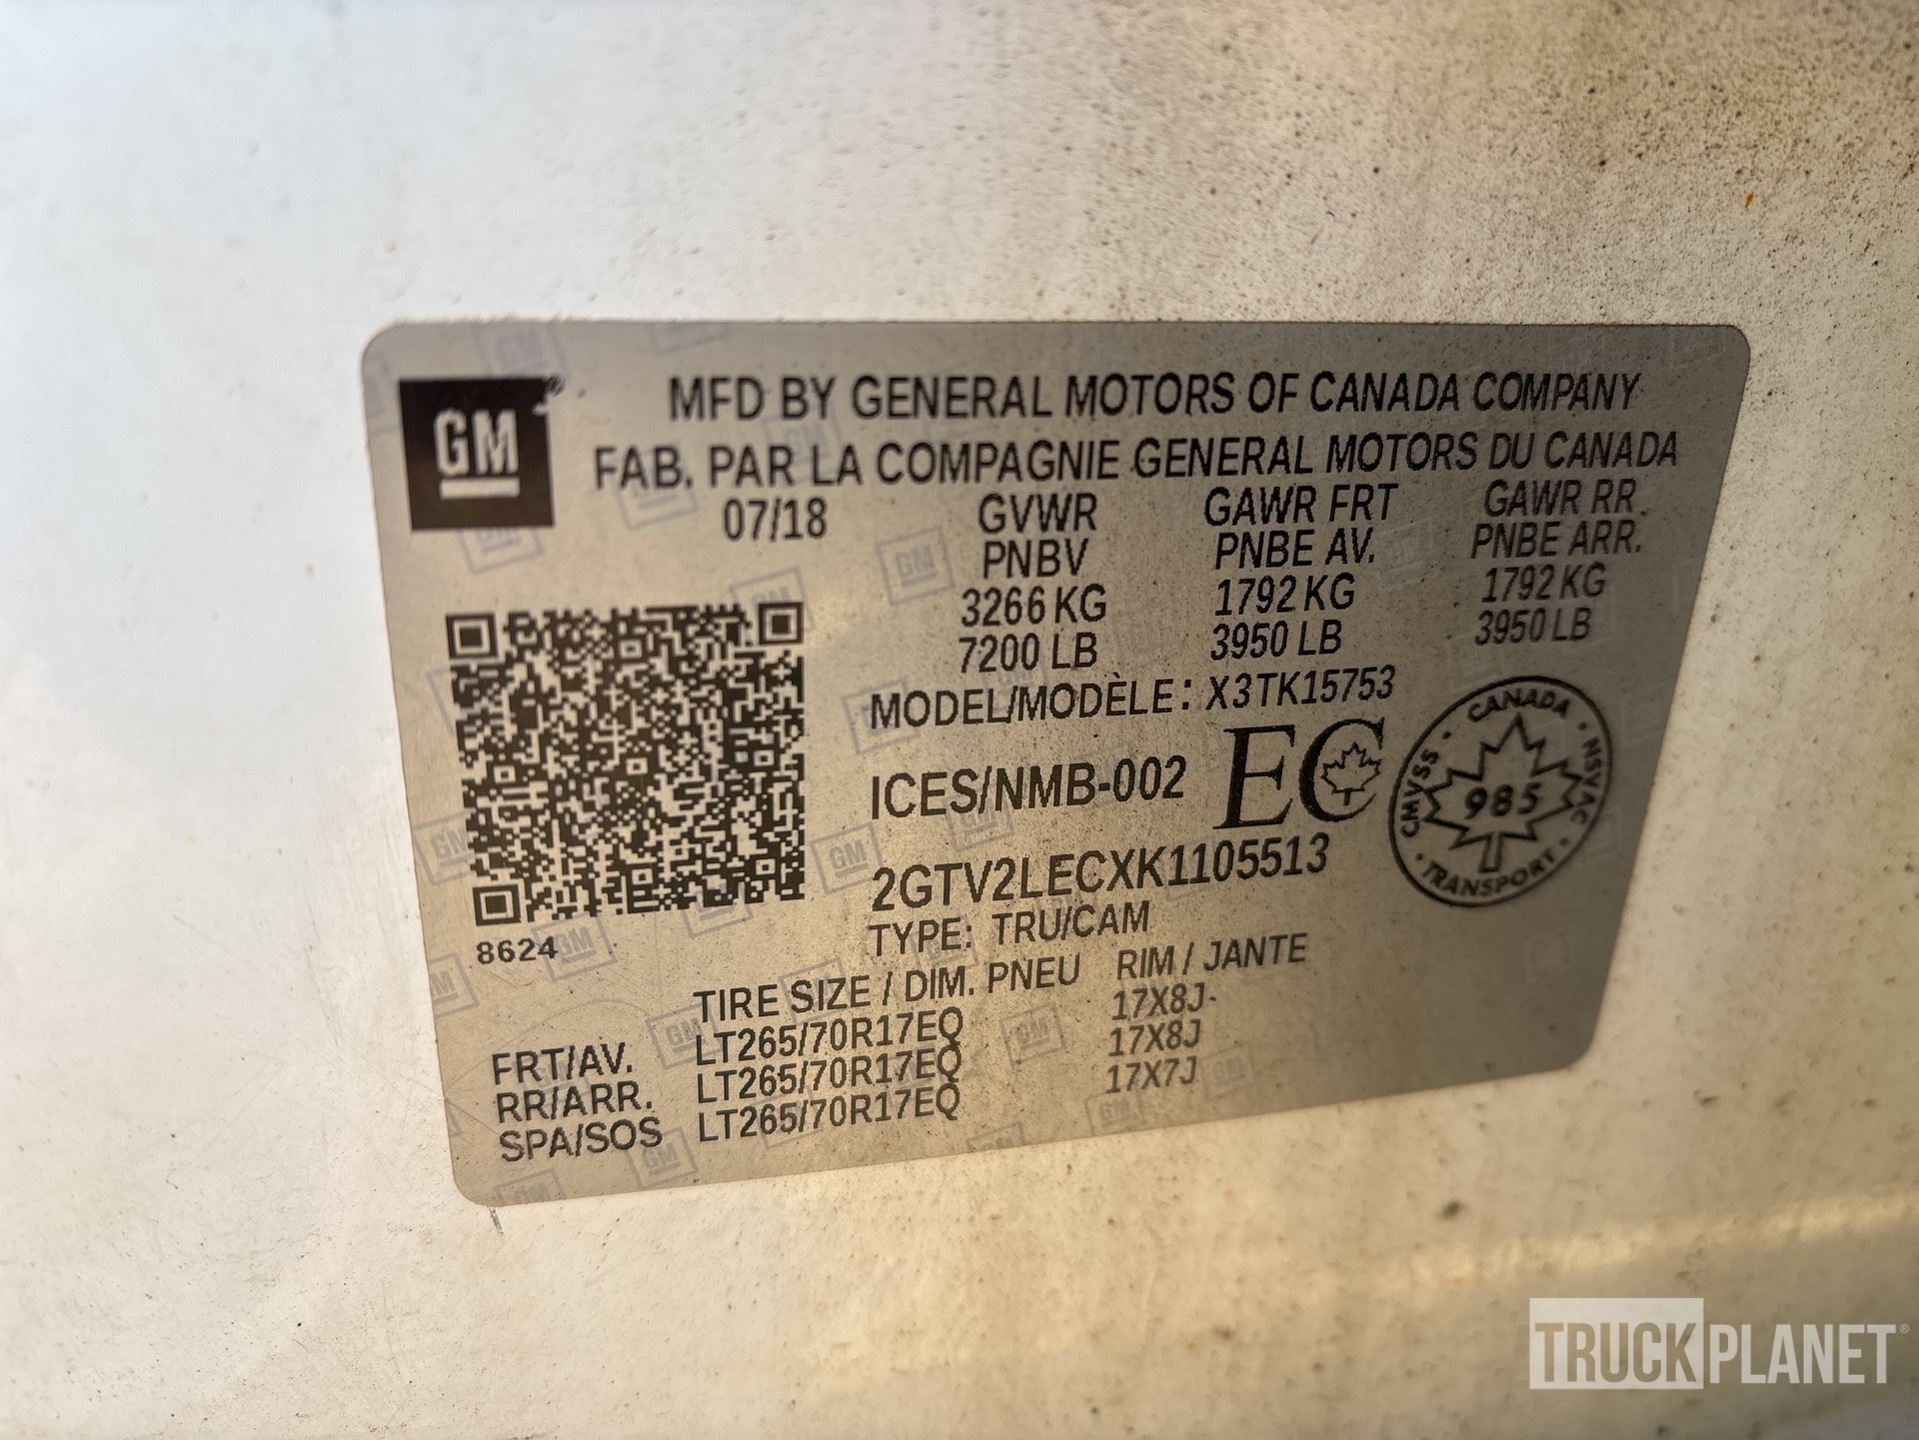 GM
MFD BY GENERAL MOTORS OF CANADA COMPANY
FAB. PAR LA COMPAGNIE GENERAL MOTORS DU CANADA
07/18 GVWR GAWR FRT GAWR RR.
PNBV PNBE AV. PNBE ARR.
3266 KG 1792 KG 1792 KG
7200 LB 3950 LB 3950 LB
MODEL/MODÈLE: X3TK15753
ICES/NMB-002 EC
CANADA
CMVSS 985 NSVAC
TRANSPORT
2GTV2LECXK1105513
TYPE: TRU/CAM
8624
TIRE SIZE / DIM. PNEU RIM / JANTE
FRT/AV. LT265/70R17EQ 17X8J
RR/ARR. LT265/70R17EQ 17X8J
SPA/SOS LT265/70R17EQ 17X7J
TRUCKPLANET®